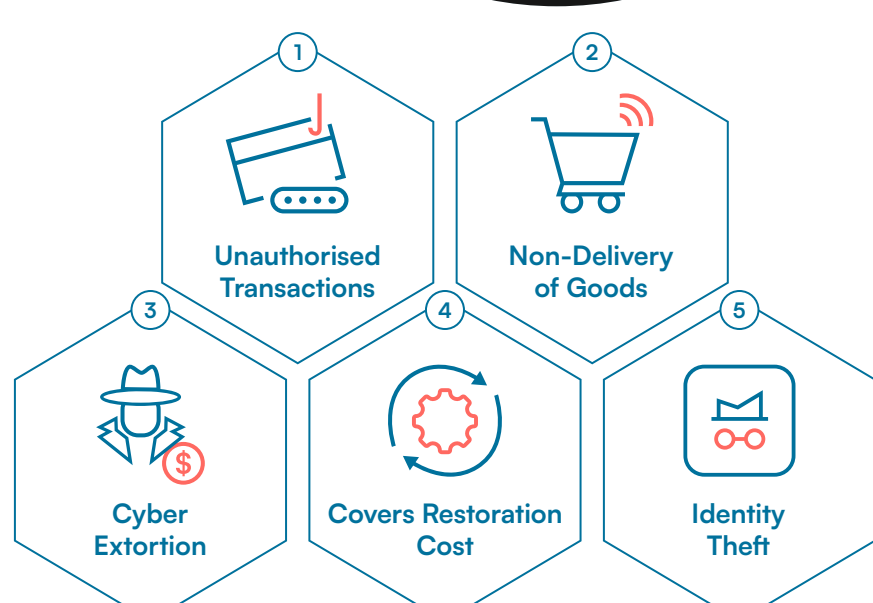 1
2
Unauthorised
Transactions
Non-Delivery
of Goods
3
4
5
$
Cyber
Extortion
Covers Restoration
Cost
Identity
Theft